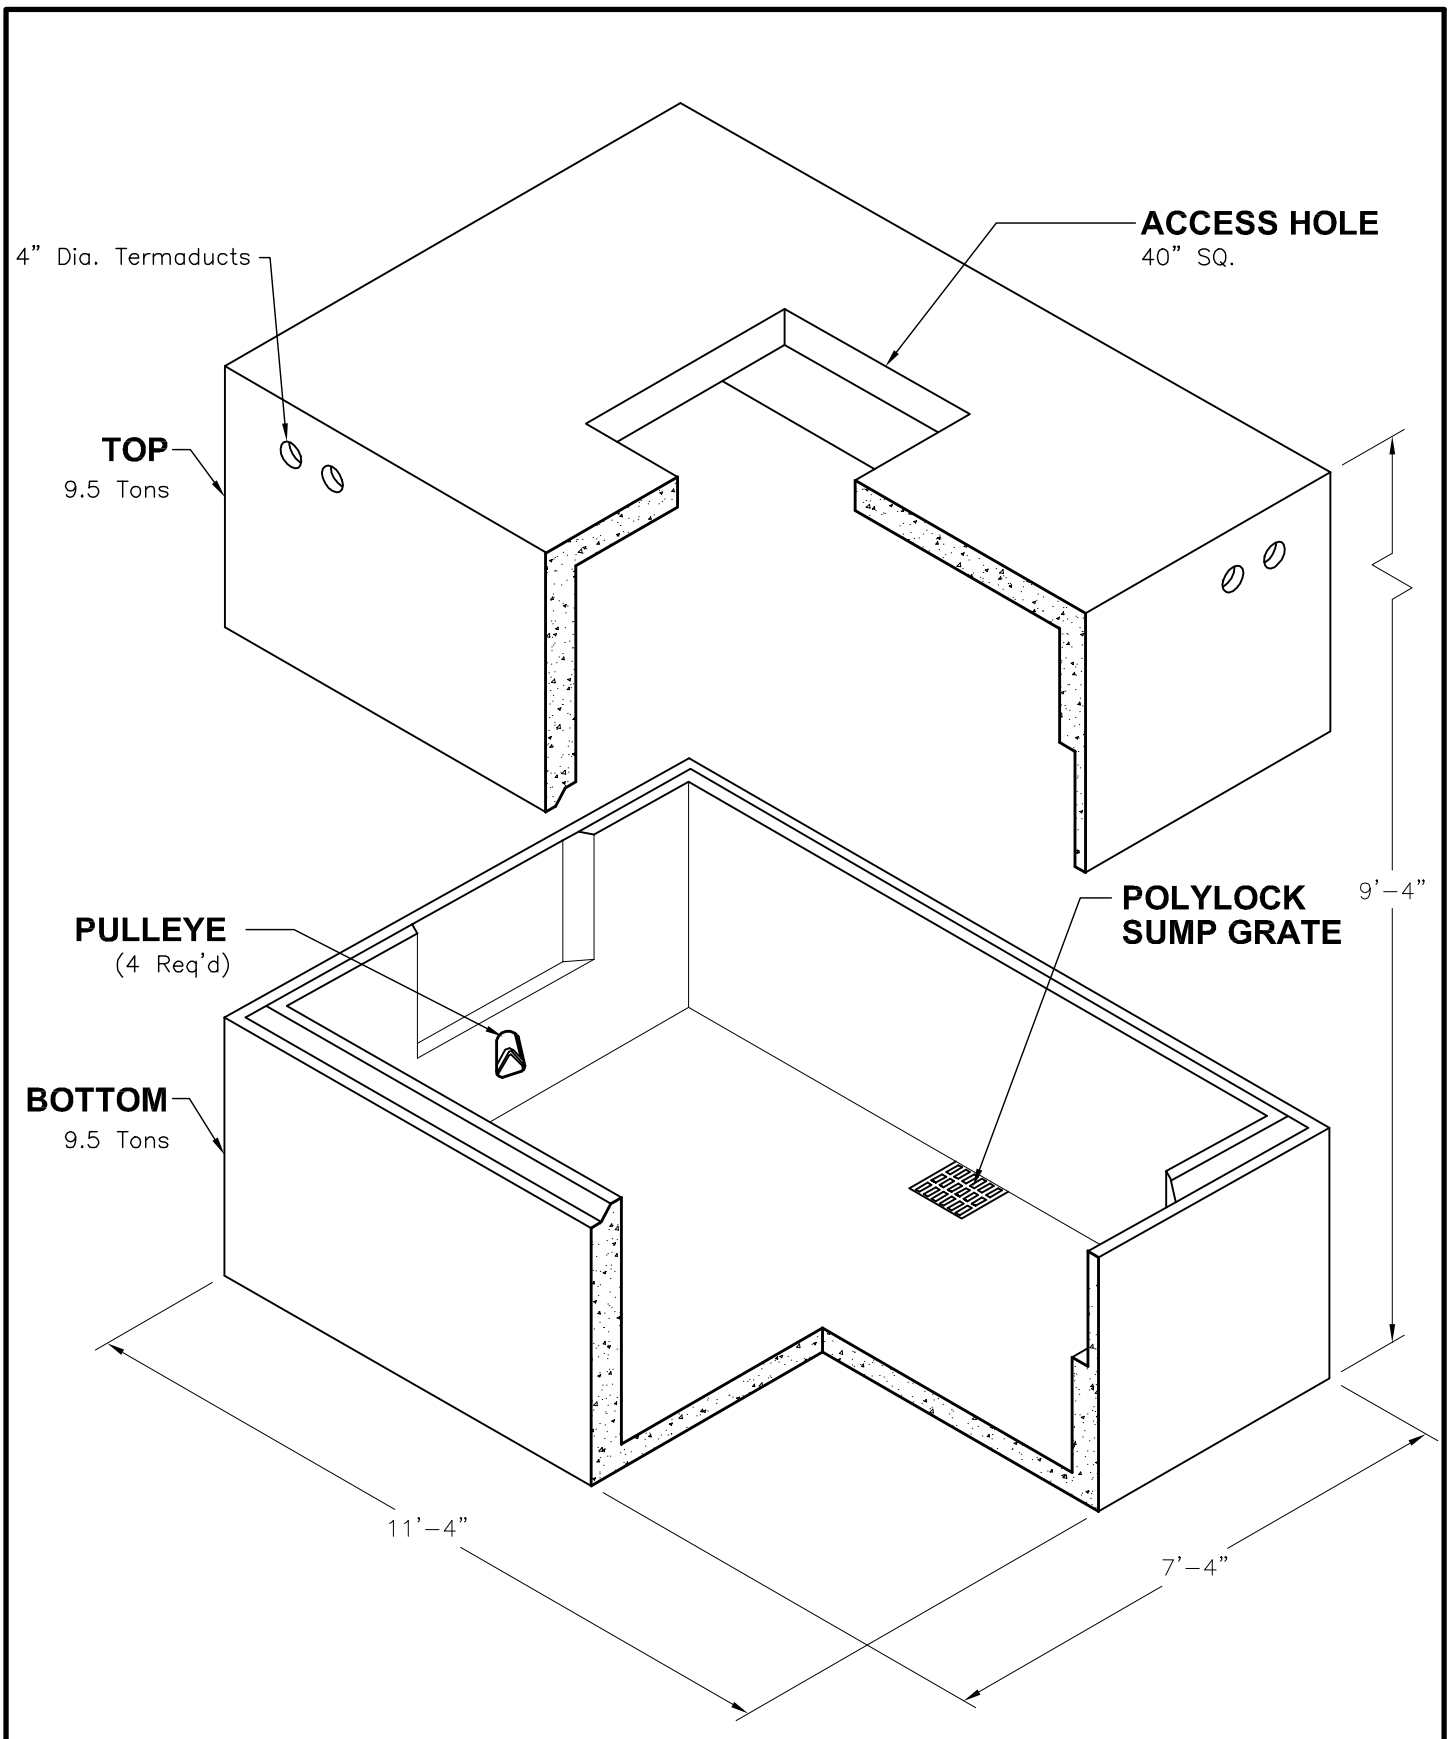 ACCESS HOLE
40” SQ.
4” Dia. Termaducts
TOP
9.5 Tons
POLYLOCK
SUMP GRATE
9’-4”
PULLEYE
(4 Req’d)
BOTTOM
9.5 Tons
11’-4”
7’-4”